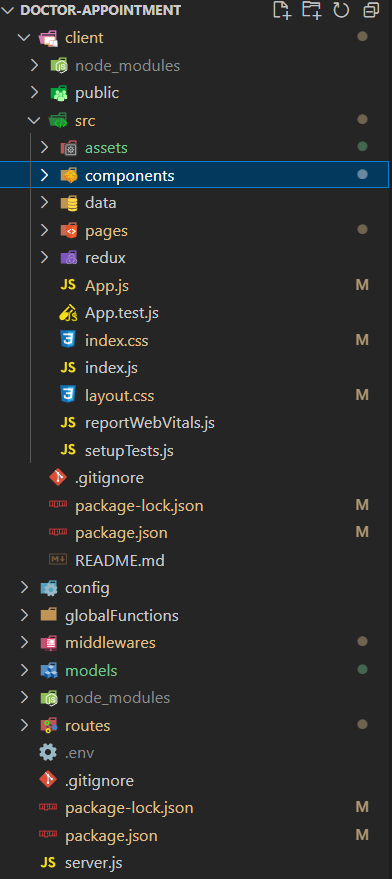 DOCTOR-APPOINTMENT
client
node_modules
public
src
assets
components
data
pages
redux
JS App.js M
App.test.js
index.css M
JS index.js
layout.css M
JS reportWebVitals.js
JS setupTests.js
.gitignore
package-lock.json M
package.json M
README.md
config
globalFunctions
middlewares
models
node_modules
routes
.env
.gitignore
package-lock.json M
package.json M
JS server.js